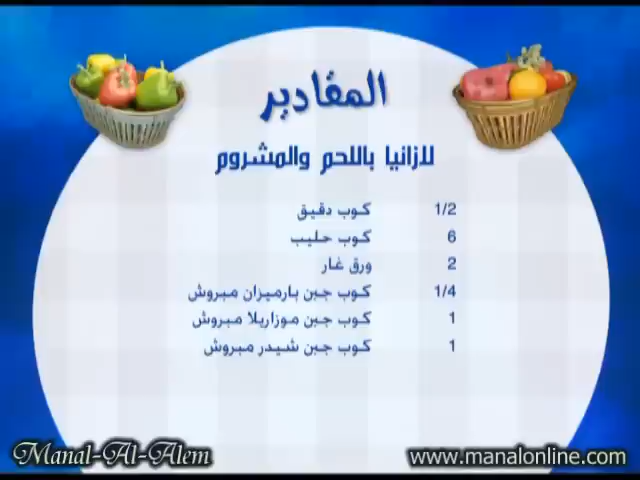 المقادير
لازانيا باللحم والمشروم
1/2 كوب دقيق
6 كوب حليب
2 ورق غار
1/4 كوب جبن بارميزان مبروش
1 كوب جبن موزاريلا مبروش
1 كوب جبن شيدر مبروش
Manal-Al-Alem
www.manalonline.com